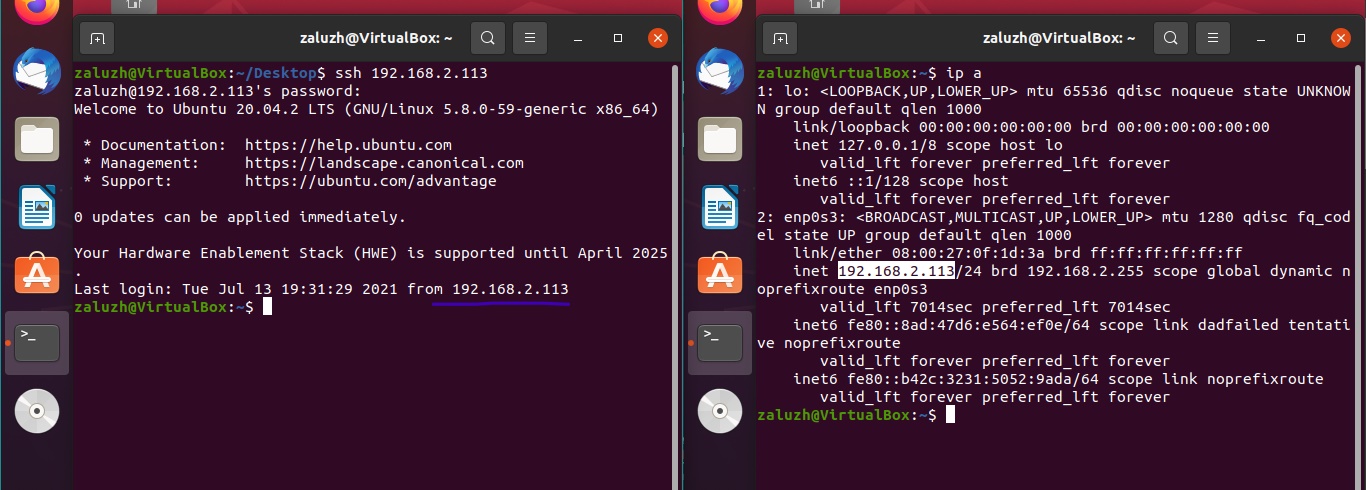 zaluzh@VirtualBox: ~
zaluzh@VirtualBox:~/Desktop$ ssh 192.168.2.113
zaluzh@192.168.2.113's password:
Welcome to Ubuntu 20.04.2 LTS (GNU/Linux 5.8.0-59-generic x86_64)
* Documentation:  https://help.ubuntu.com
* Management:     https://landscape.canonical.com
* Support:        https://ubuntu.com/advantage
0 updates can be applied immediately.
Your Hardware Enablement Stack (HWE) is supported until April 2025
.
Last login: Tue Jul 13 19:31:29 2021 from 192.168.2.113
zaluzh@VirtualBox:~$
zaluzh@VirtualBox: ~
zaluzh@VirtualBox:~$ ip a
1: lo: <LOOPBACK,UP,LOWER_UP> mtu 65536 qdisc noqueue state UNKNOW
N group default qlen 1000
link/loopback 00:00:00:00:00:00 brd 00:00:00:00:00:00
inet 127.0.0.1/8 scope host lo
valid_lft forever preferred_lft forever
inet6 ::1/128 scope host
valid_lft forever preferred_lft forever
2: enp0s3: <BROADCAST,MULTICAST,UP,LOWER_UP> mtu 1280 qdisc fq_cod
el state UP group default qlen 1000
link/ether 08:00:27:0f:1d:3a brd ff:ff:ff:ff:ff:ff
inet 192.168.2.113/24 brd 192.168.2.255 scope global dynamic n
oprefixroute enp0s3
valid_lft 7014sec preferred_lft 7014sec
inet6 fe80::8ad:47d6:e564:ef0e/64 scope link dadfailed tentati
ve noprefixroute
valid_lft forever preferred_lft forever
inet6 fe80::b42c:3231:5052:9ada/64 scope link noprefixroute
valid_lft forever preferred_lft forever
zaluzh@VirtualBox:~$